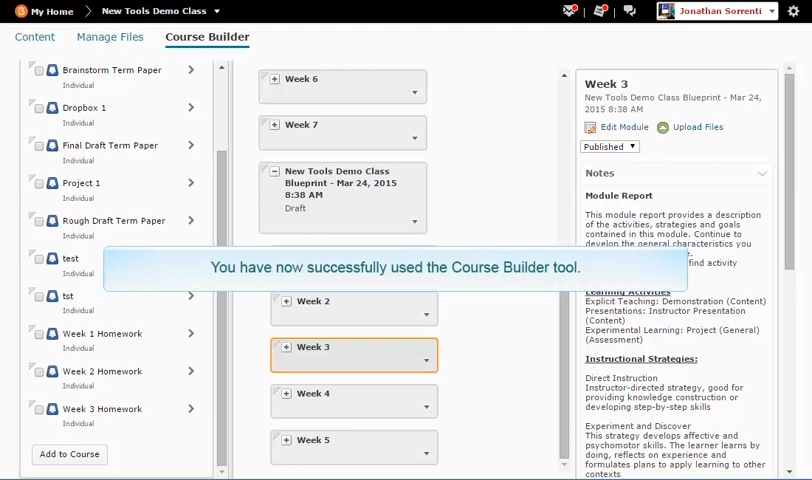 My Home
New Tools Demo Class
Jonathan Sorrenti
Content
Manage Files
Course Builder
Brainstorm Term Paper
Individual
Dropbox 1
Individual
Final Draft Term Paper
Individual
Project 1
Individual
Rough Draft Term Paper
Individual
test
Individual
tst
Individual
Week 1 Homework
Individual
Week 2 Homework
Individual
Week 3 Homework
Individual
Add to Course
Week 6
Week 7
New Tools Demo Class
Blueprint - Mar 24, 2015
8:38 AM
Draft
You have now successfully used the Course Builder tool.
Week 2
Week 3
Week 4
Week 5
Week 3
New Tools Demo Class Blueprint - Mar 24,
2015 8:38 AM
Edit Module
Upload Files
Published
Notes
Module Report
This module report provides a description
of the activities, strategies and goals
contained in this module. Continue to
develop the general characteristics you
find activity
Learning Activities
Explicit Teaching: Demonstration (Content)
Presentations: Instructor Presentation
(Content)
Experimental Learning: Project (General)
(Assessment)
Instructional Strategies:
Direct Instruction
Instructor-directed strategy, good for
providing knowledge construction or
developing step-by-step skills
Experiment and Discover
This strategy develops affective and
psychomotor skills. The learner learns by
doing, reflects on experience and
formulates plans to apply learning to other
contexts